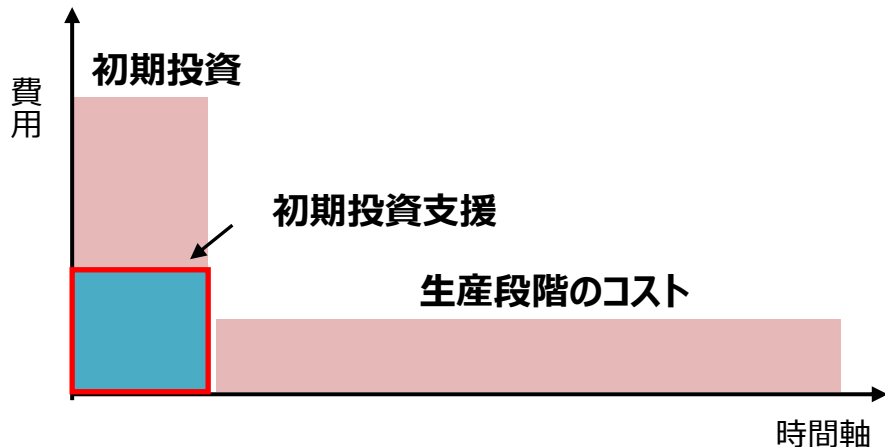 初期投資
費用
初期投資支援
生産段階のコスト
時間軸